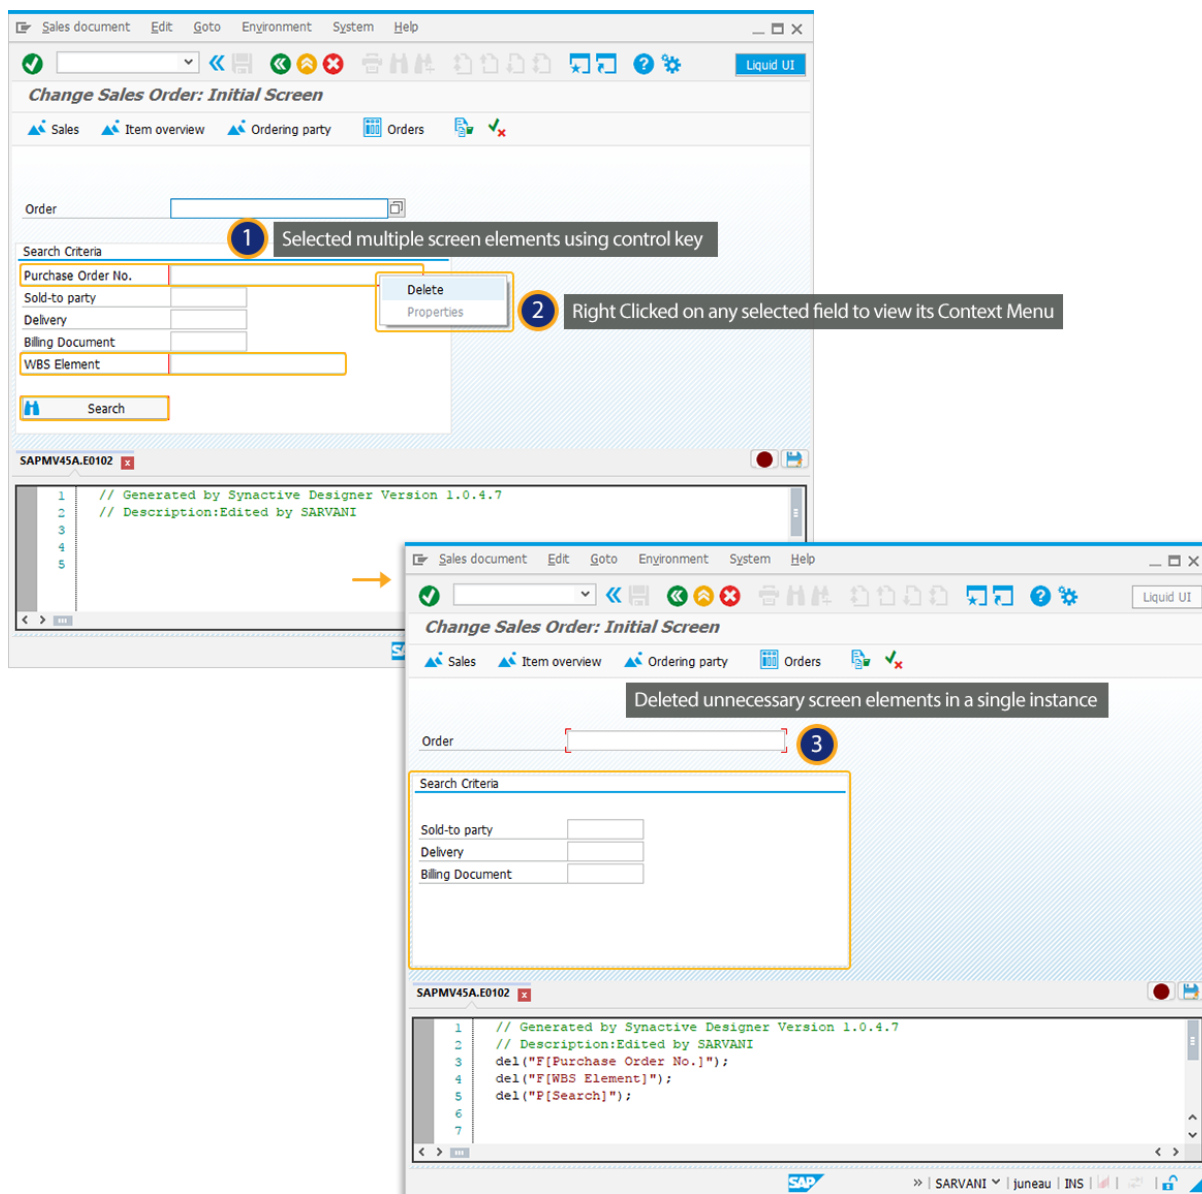 Sales document Edit Goto Environment System Help
Liquid UI
Change Sales Order: Initial Screen
Sales Item overview Ordering party Orders
Order
1 Selected multiple screen elements using control key
Search Criteria
Purchase Order No.
Sold-to party
Delivery
Billing Document
WBS Element
Search
Delete
Properties
2 Right Clicked on any selected field to view its Context Menu
SAPMV45A.E0102 x
1 // Generated by Synactive Designer Version 1.0.4.7
2 // Description:Edited by SARVANI
3
4
5
Sales document Edit Goto Environment System Help
Liquid UI
Change Sales Order: Initial Screen
Sales Item overview Ordering party Orders
Deleted unnecessary screen elements in a single instance
Order
3
Search Criteria
Sold-to party
Delivery
Billing Document
SAPMV45A.E0102 x
1 // Generated by Synactive Designer Version 1.0.4.7
2 // Description:Edited by SARVANI
3 del("F[Purchase Order No.]");
4 del("F[WBS Element]");
5 del("P[Search]");
6
7
SAP » | SARVANI | juneau | INS